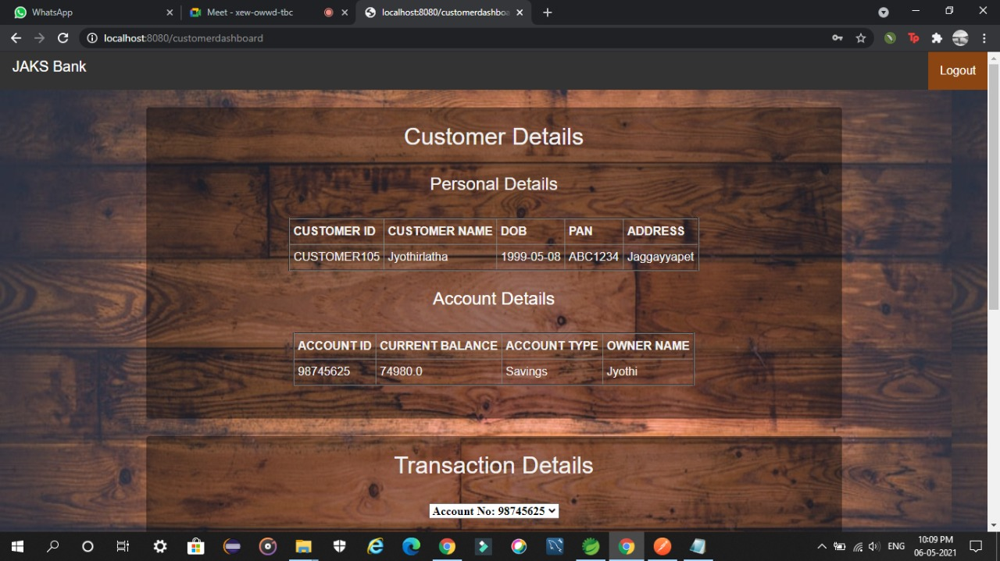 WhatsApp
Meet - xew-owwd-tbc
localhost:8080/customerdashboa
localhost:8080/customerdashboard
JAKS Bank
Logout
Customer Details
Personal Details
CUSTOMER ID CUSTOMER NAME DOB PAN ADDRESS
CUSTOMER105 Jyothirlatha 1999-05-08 ABC1234 Jaggayyapet
Account Details
ACCOUNT ID CURRENT BALANCE ACCOUNT TYPE OWNER NAME
98745625 74980.0 Savings Jyothi
Transaction Details
Account No: 98745625
ENG
10:09 PM
06-05-2021